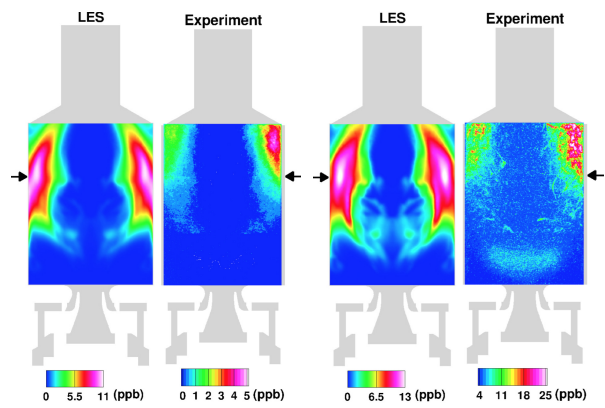 LES Experiment LES Experiment
0 5.5 11 (ppb) 0 1 2 3 4 5 (ppb) 0 6.5 13 (ppb) 4 11 18 25 (ppb)